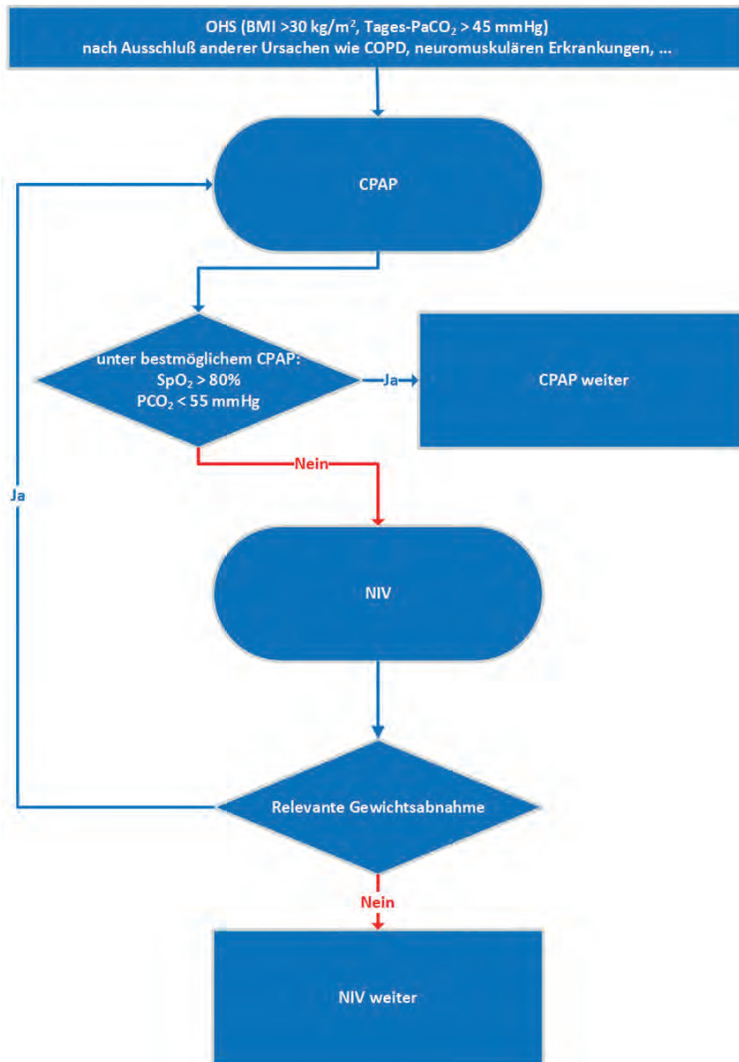 OHS (BMI >30 kg/m², Tages-PaCO₂ > 45 mmHg)
nach Ausschluß anderer Ursachen wie COPD, neuromuskulären Erkrankungen, ...
CPAP
unter bestmöglichem CPAP:
SpO₂ > 80%
PCO₂ < 55 mmHg
Ja
CPAP weiter
Nein
Ja
NIV
Relevante Gewichtsabnahme
Nein
NIV weiter